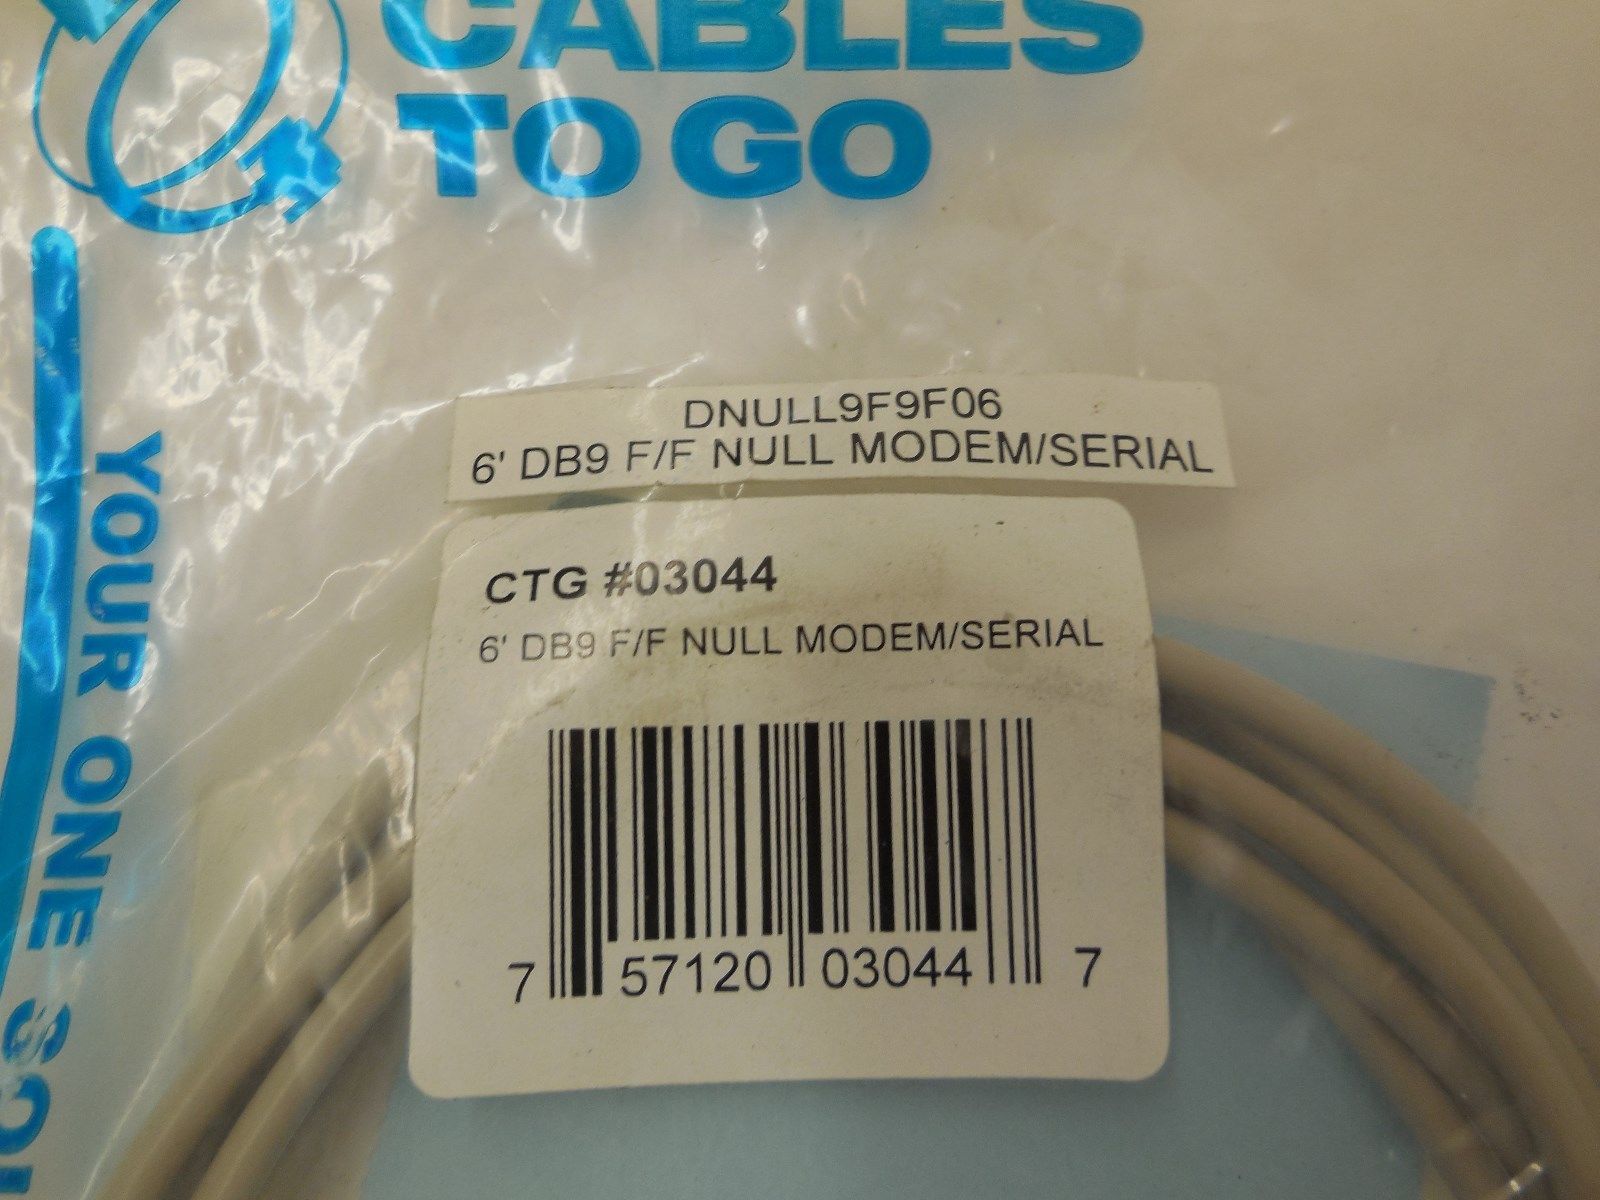 CABLES
TO GO
YOUR ONE
DNULL9F9F06
6' DB9 F/F NULL MODEM/SERIAL
CTG #03044
6' DB9 F/F NULL MODEM/SERIAL
7 57120 03044 7